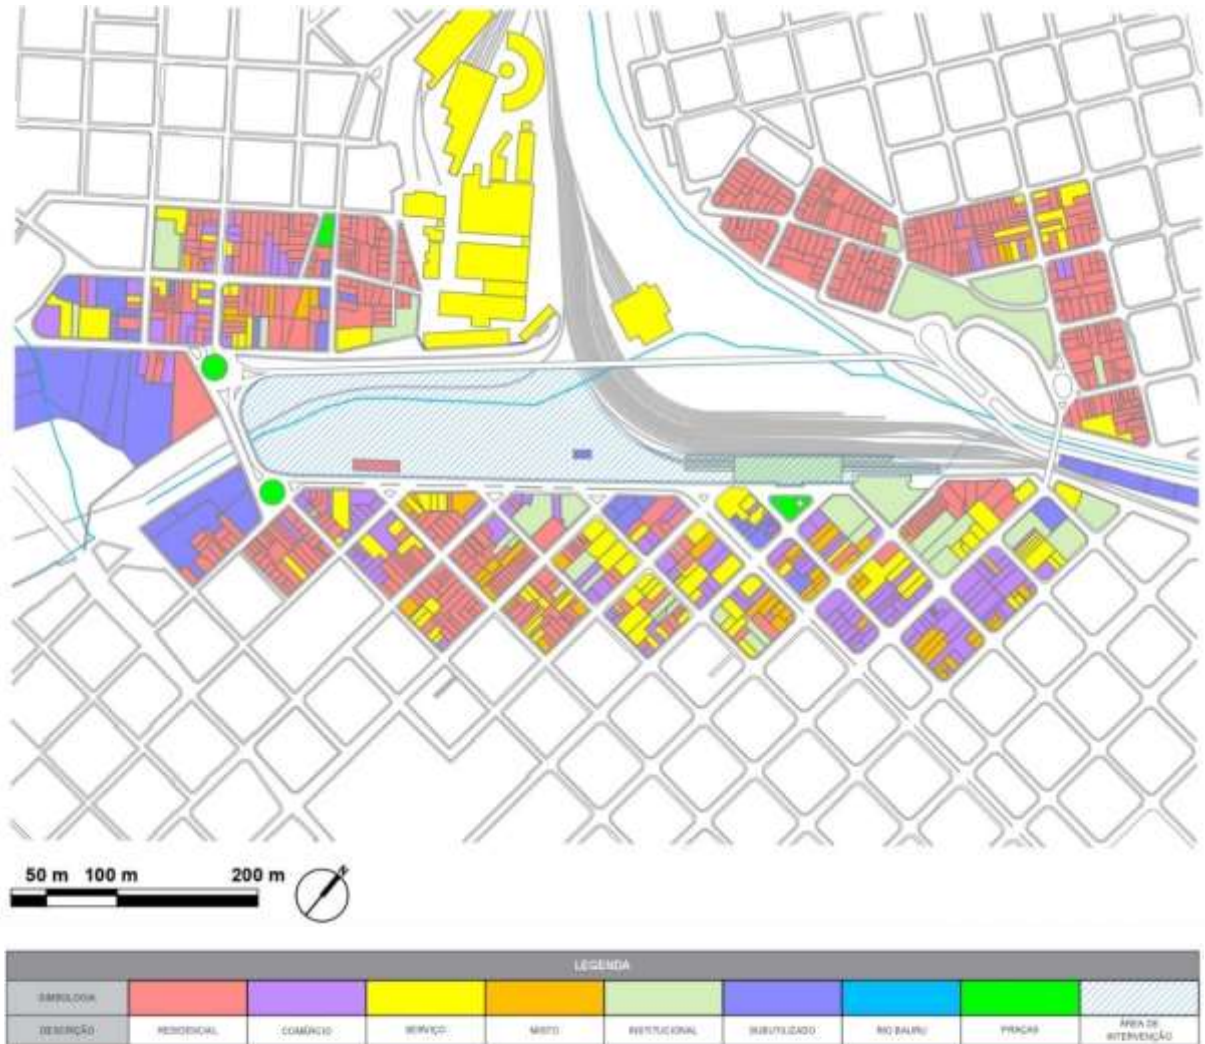 50 m 100 m 200 m
N
LEGENDA
SIMBOLOGIA
DESCRIÇÃO RESIDENCIAL COMÉRCIO SERVIÇO MISTO INSTITUCIONAL SUBUTILIZADO RIO BAURU PRAÇAS ÁREA DE INTERVENÇÃO